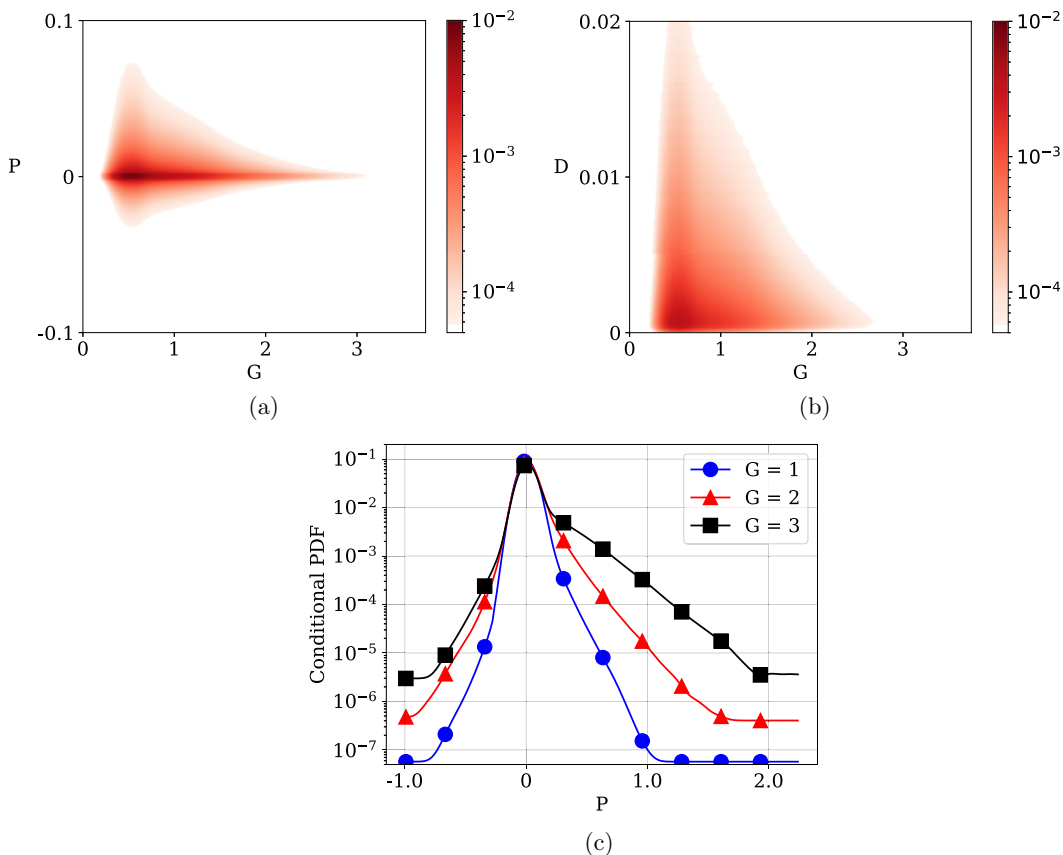 0.1
P
0
-0.1
0
1
2
3
G
10⁻²
10⁻³
10⁻⁴
(a)
0.02
D
0.01
0
0
1
2
3
G
10⁻²
10⁻³
10⁻⁴
(b)
Conditional PDF
10⁻¹
10⁻²
10⁻³
10⁻⁴
10⁻⁵
10⁻⁶
10⁻⁷
G = 1
G = 2
G = 3
-1.0
0
1.0
2.0
P
(c)